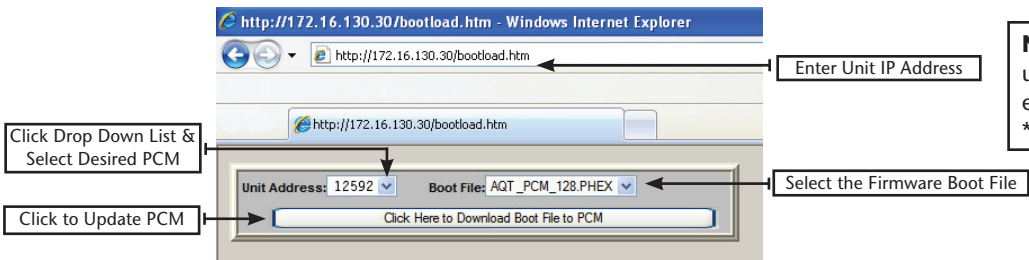 http://172.16.130.30/bootload.htm - Windows Internet Explorer
http://172.16.130.30/bootload.htm
Enter Unit IP Address
http://172.16.130.30/bootload.htm
Click Drop Down List &
Select Desired PCM
Unit Address: 12592
Boot File: AQT_PCM_128.PHEX
Select the Firmware Boot File
Click to Update PCM
Click Here to Download Boot File to PCM